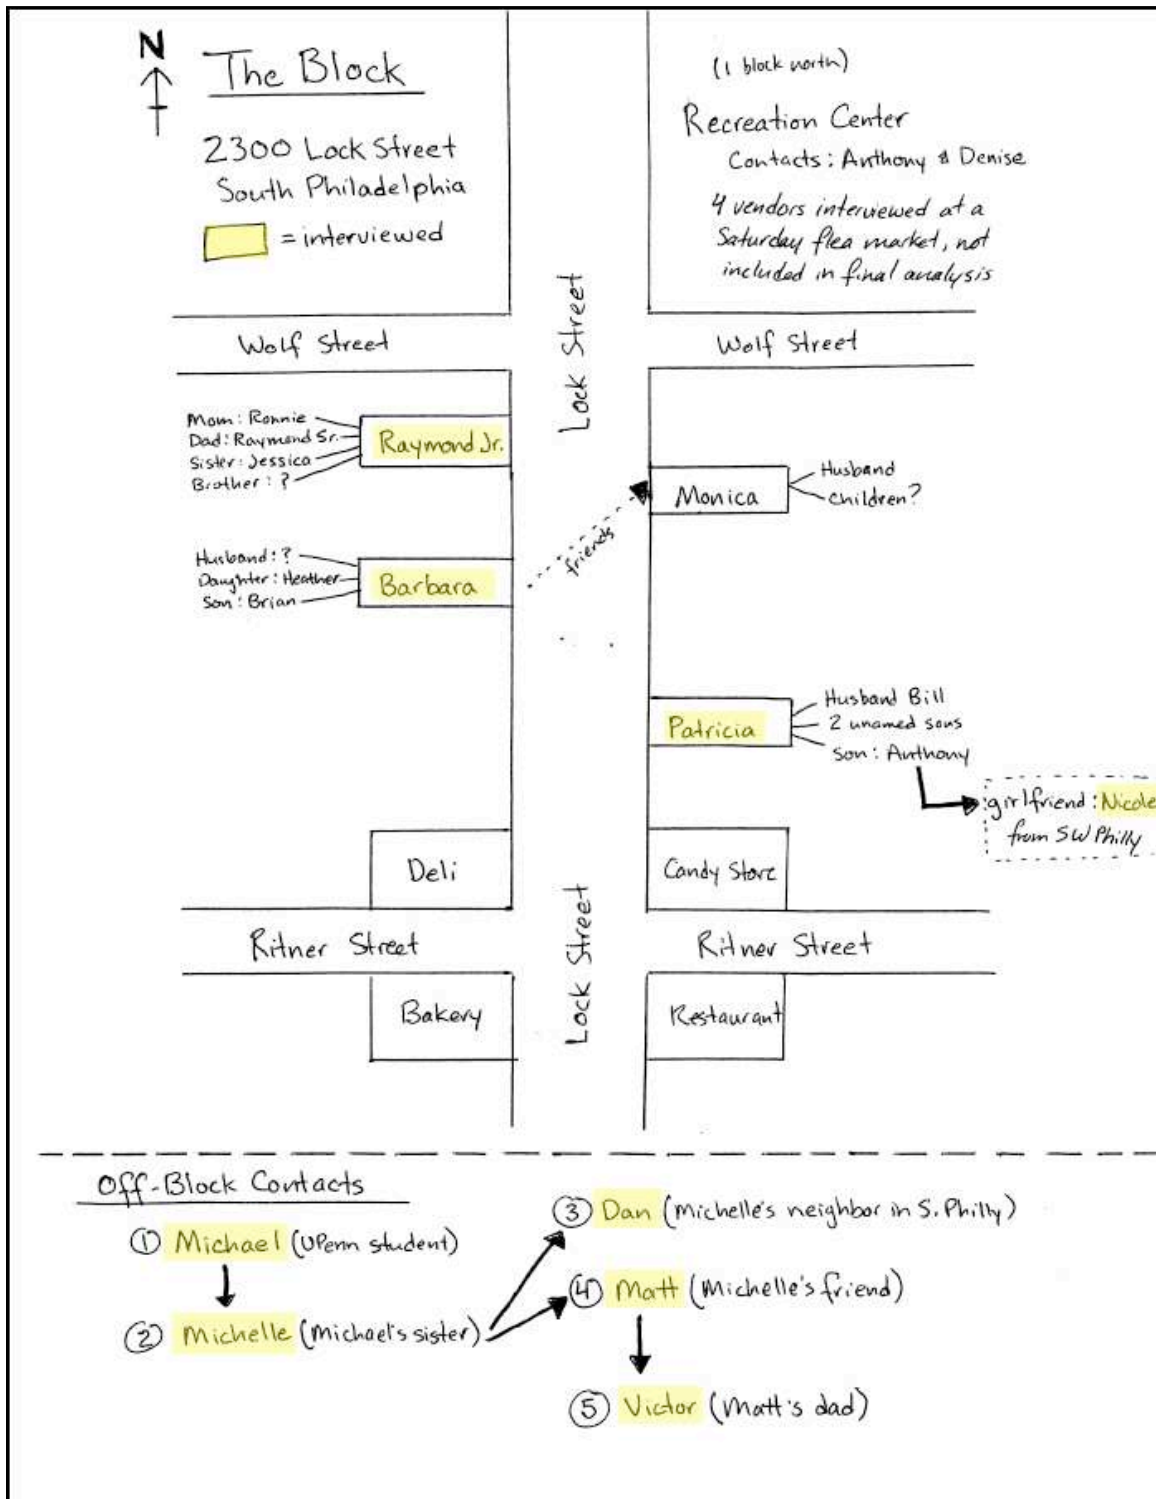 N
The Block
2300 Lock Street
South Philadelphia
= interviewed
(1 block north)
Recreation Center
Contacts: Anthony & Denise
4 vendors interviewed at a
Saturday flea market, not
included in final analysis
Lock Street
Wolf Street
Wolf Street
Mom: Ronnie
Dad: Raymond Sr.
Sister: Jessica
Brother: ?
Raymond Jr.
Monica
Husband
children?
friends
Husband: ?
Daughter: Heather
Son: Brian
Barbara
Patricia
Husband Bill
2 unamed sons
son: Anthony
girlfriend: Nicole
from SW Philly
Deli
Candy Store
Lock Street
Ritner Street
Ritner Street
Bakery
Restaurant
Off-Block Contacts
① Michael (UPenn student)
② Michelle (Michael's sister)
③ Dan (Michelle's neighbor in S. Philly)
④ Matt (Michelle's friend)
⑤ Victor (Matt's dad)